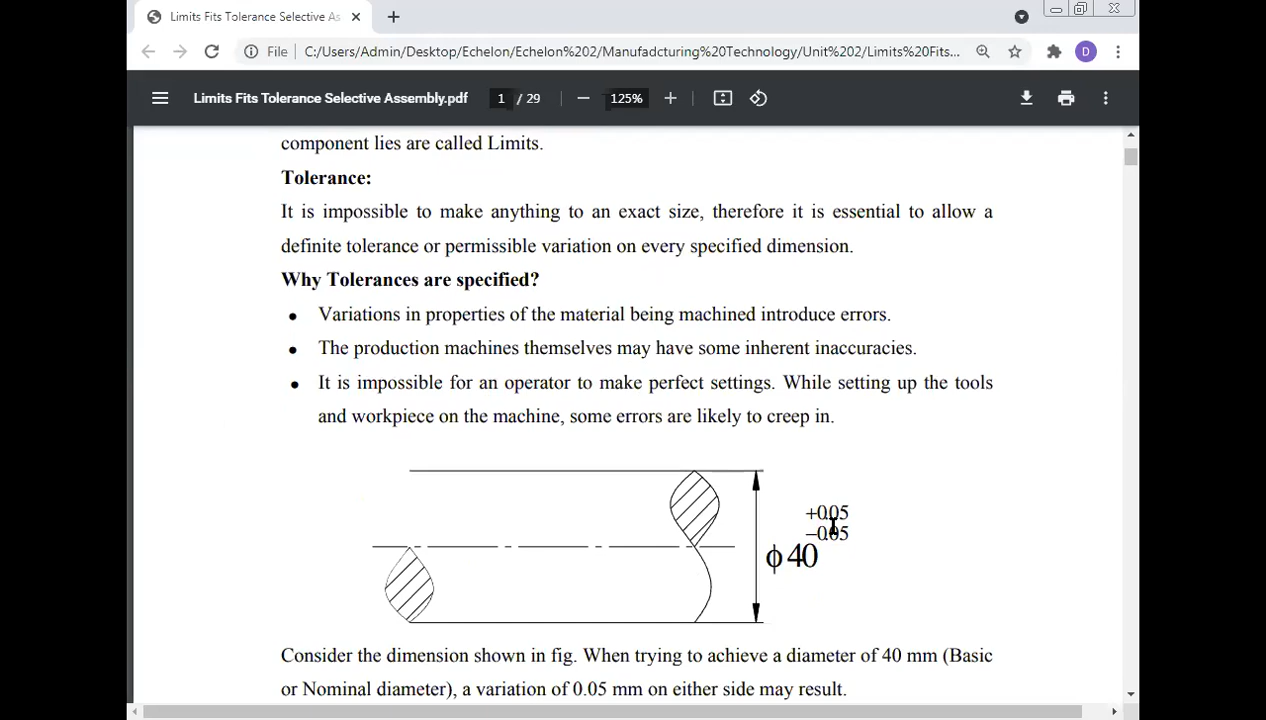 Limits Fits Tolerance Selective As
File
C:/Users/Admin/Desktop/Echelon/Echelon%202/Manufadcturing%20Technology/Unit%202/Limits%20Fits...
D
Limits Fits Tolerance Selective Assembly.pdf
1 / 29
125%
component lies are called Limits.
Tolerance:
It is impossible to make anything to an exact size, therefore it is essential to allow a
definite tolerance or permissible variation on every specified dimension.
Why Tolerances are specified?
• Variations in properties of the material being machined introduce errors.
• The production machines themselves may have some inherent inaccuracies.
• It is impossible for an operator to make perfect settings. While setting up the tools
and workpiece on the machine, some errors are likely to creep in.
+0.05
−0.05
ϕ40
Consider the dimension shown in fig. When trying to achieve a diameter of 40 mm (Basic
or Nominal diameter), a variation of 0.05 mm on either side may result.